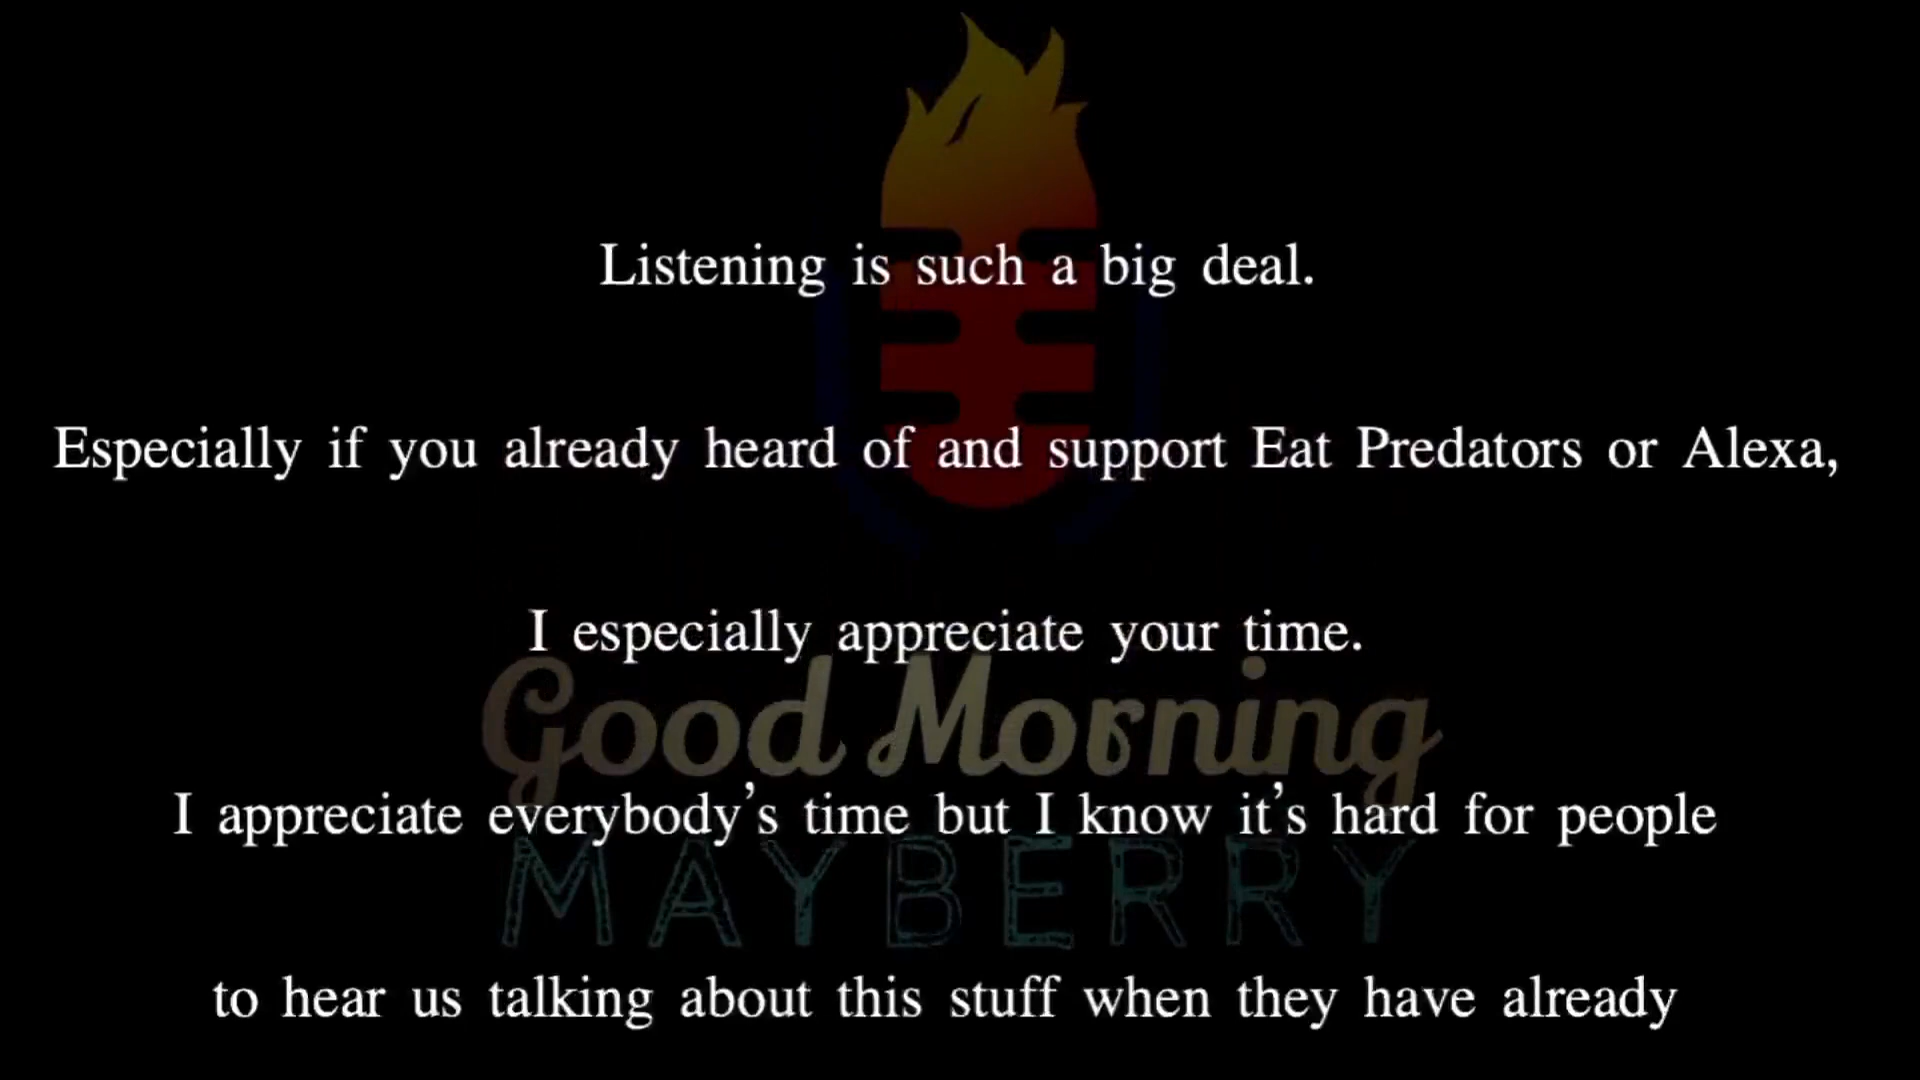 Listening is such a big deal.
Especially if you already heard of and support Eat Predators or Alexa,
I especially appreciate your time.
Good Morning
I appreciate everybody's time but I know it's hard for people
MAYBERRY
to hear us talking about this stuff when they have already